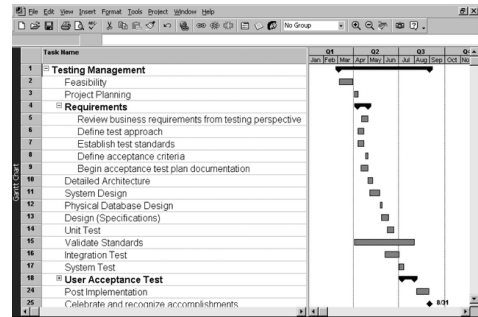 File Edit View Insert Format Tools Project Window Help
No Group
Task Name Q1 Q2 Q3 Q4
Jan Feb Mar Apr May Jun Jul Aug Sep Oct No
1 Testing Management
2 Feasibility
3 Project Planning
4 Requirements
5 Review business requirements from testing perspective
6 Define test approach
7 Establish test standards
8 Define acceptance criteria
9 Begin acceptance test plan documentation
10 Detailed Architecture
11 System Design
12 Physical Database Design
13 Design (Specifications)
14 Unit Test
15 Validate Standards
16 Integration Test
17 System Test
18 User Acceptance Test
24 Post Implementation
25 Celebrate and recognize accomplishments 8/31
Gantt Chart